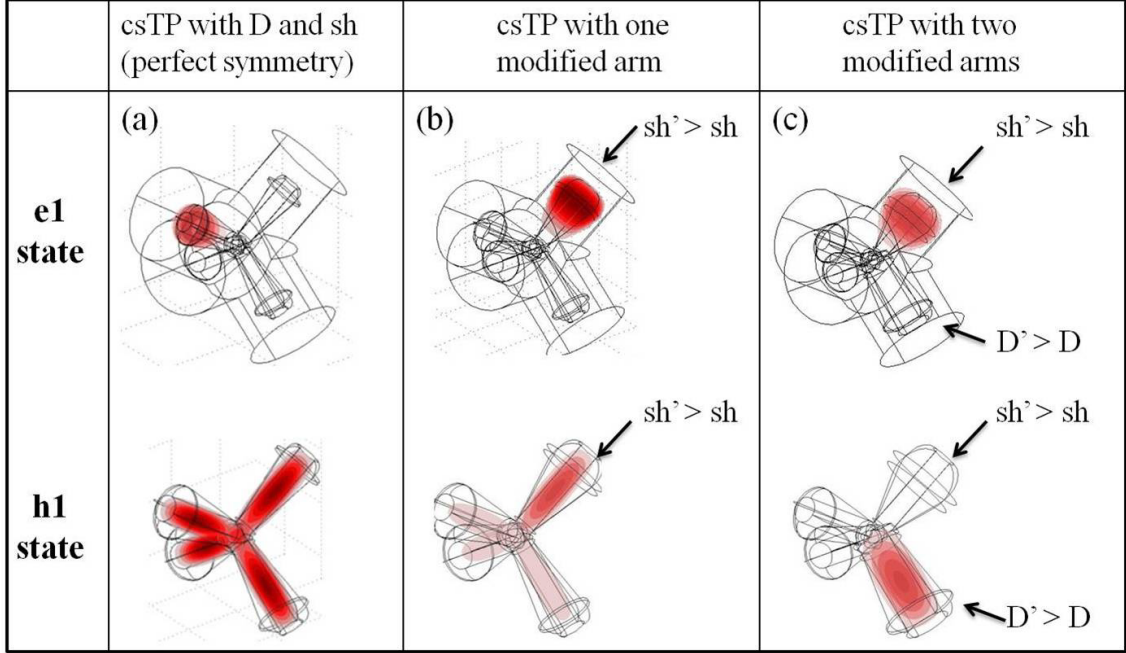 csTP with D and sh
(perfect symmetry)
csTP with one
modified arm
csTP with two
modified arms
e1
state
(a)
(b)
sh’ > sh
(c)
sh’ > sh
D’ > D
h1
state
sh’ > sh
sh’ > sh
D’ > D